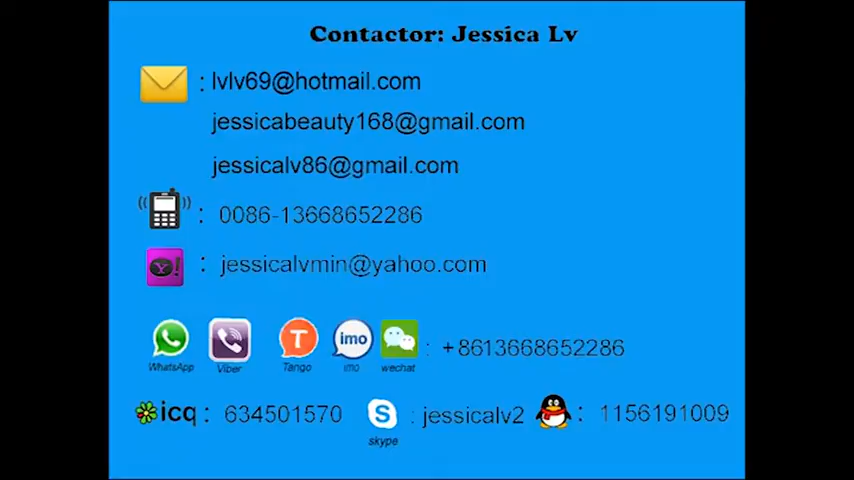 Contactor: Jessica Lv
: lvlv69@hotmail.com
jessicabeauty168@gmail.com
jessicalv86@gmail.com
: 0086-13668652286
Y! : jessicalvmin@yahoo.com
T imo : +8613668652286
WhatsApp Viber Tango imo wechat
icq : 634501570 S : jessicalv2 : 1156191009
skype